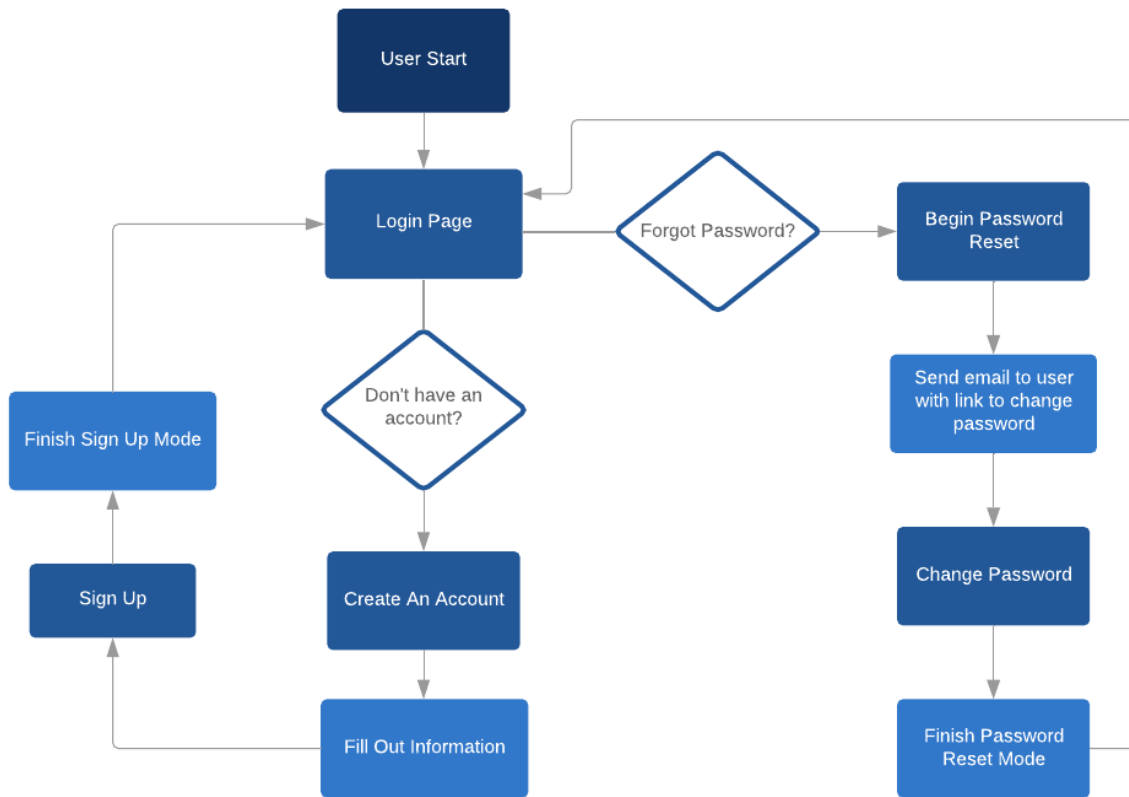 User Start
Login Page
Forgot Password?
Begin Password
Reset
Don't have an
account?
Send email to user
with link to change
password
Finish Sign Up Mode
Change Password
Sign Up
Create An Account
Fill Out Information
Finish Password
Reset Mode